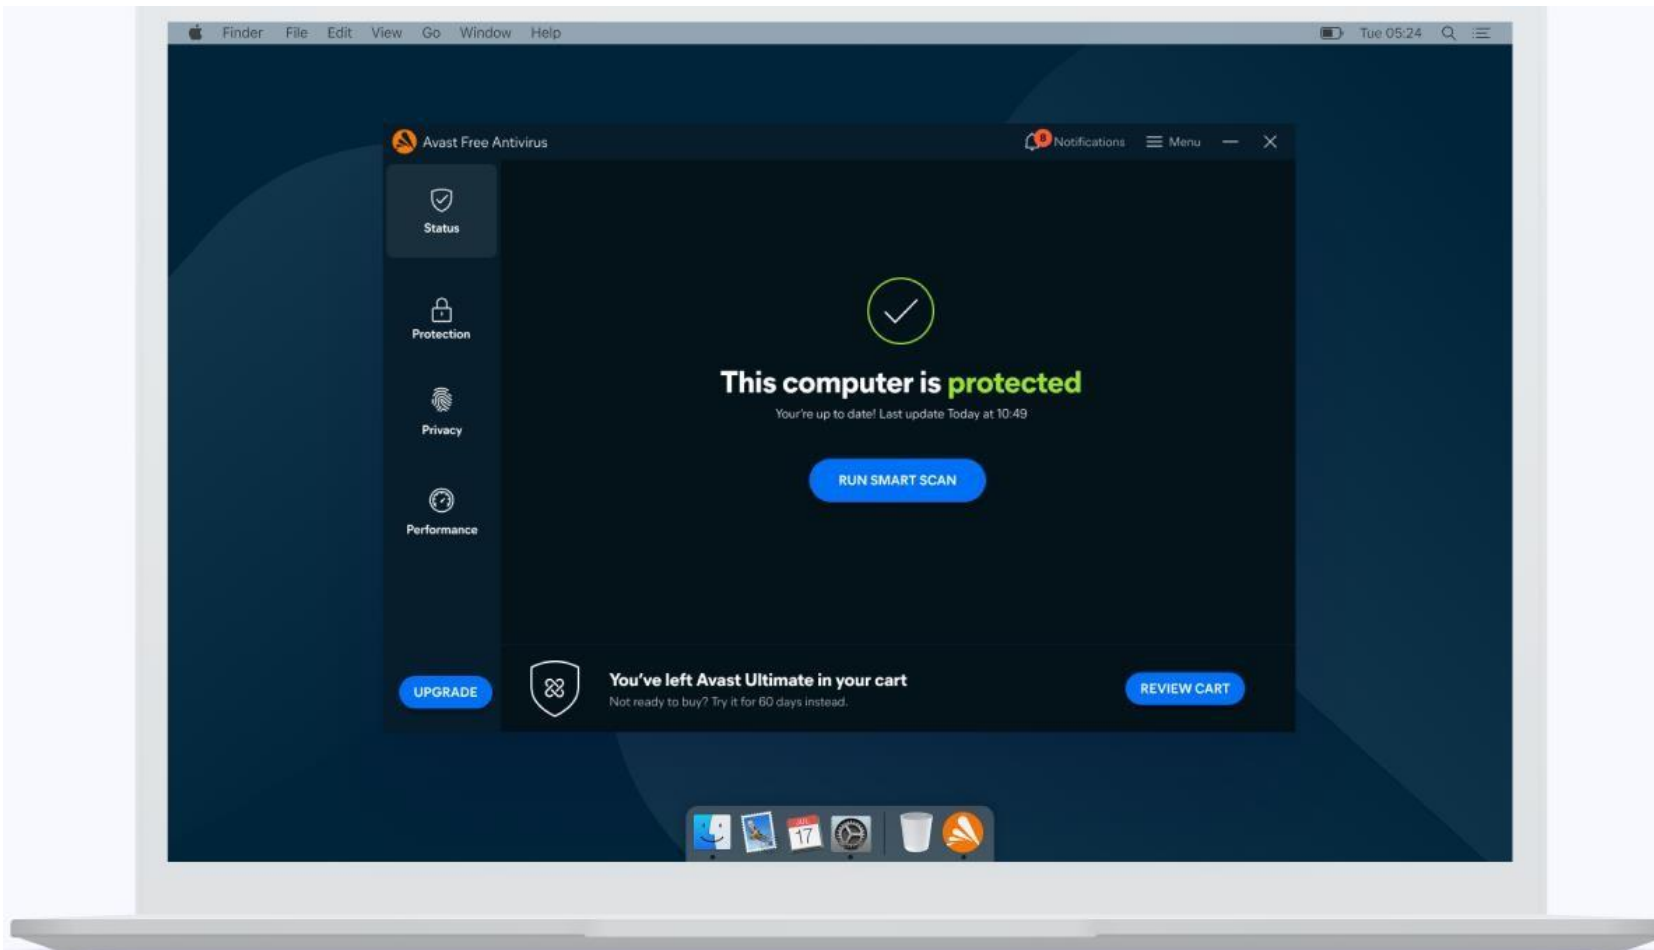 Finder File Edit View Go Window Help
Tue 05:24
Avast Free Antivirus
8 Notifications Menu
Status
Protection
Privacy
Performance
This computer is protected
Your're up to date! Last update Today at 10:49
RUN SMART SCAN
UPGRADE
You've left Avast Ultimate in your cart
Not ready to buy? Try it for 60 days instead.
REVIEW CART
JUL
17